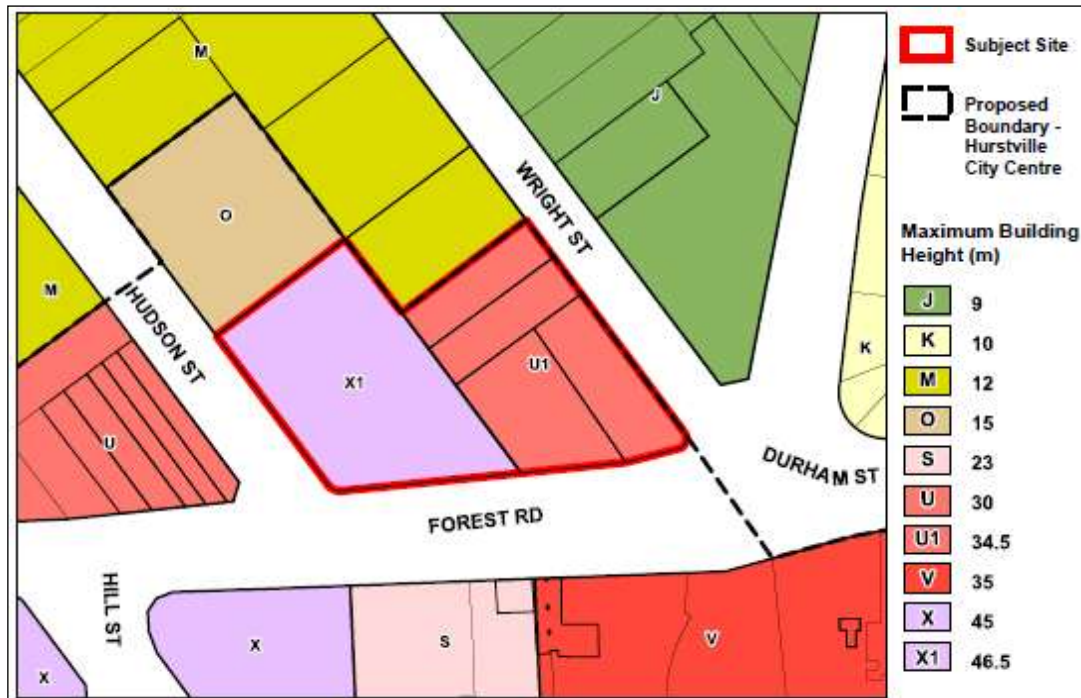 M
J
WRIGHT ST
O
M
HUDSON ST
X1
U1
K
U
DURHAM ST
FOREST RD
HILL ST
X
X
S
V
Subject Site
Proposed
Boundary -
Hurstville
City Centre
Maximum Building
Height (m)
J 9
K 10
M 12
O 15
S 23
U 30
U1 34.5
V 35
X 45
X1 46.5